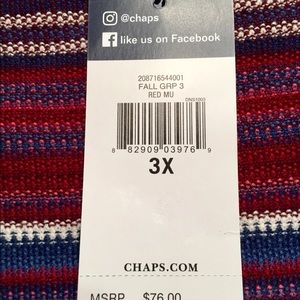 @chaps
like us on Facebook
208716544001
FALL GRP 3
RED MU
DNS1003
8 82909 03976 9
3X
CHAPS.COM
MSRP $76.00